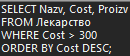 SELECT Nazv, Cost, Proizv
FROM Лекарство
WHERE Cost > 300
ORDER BY Cost DESC;